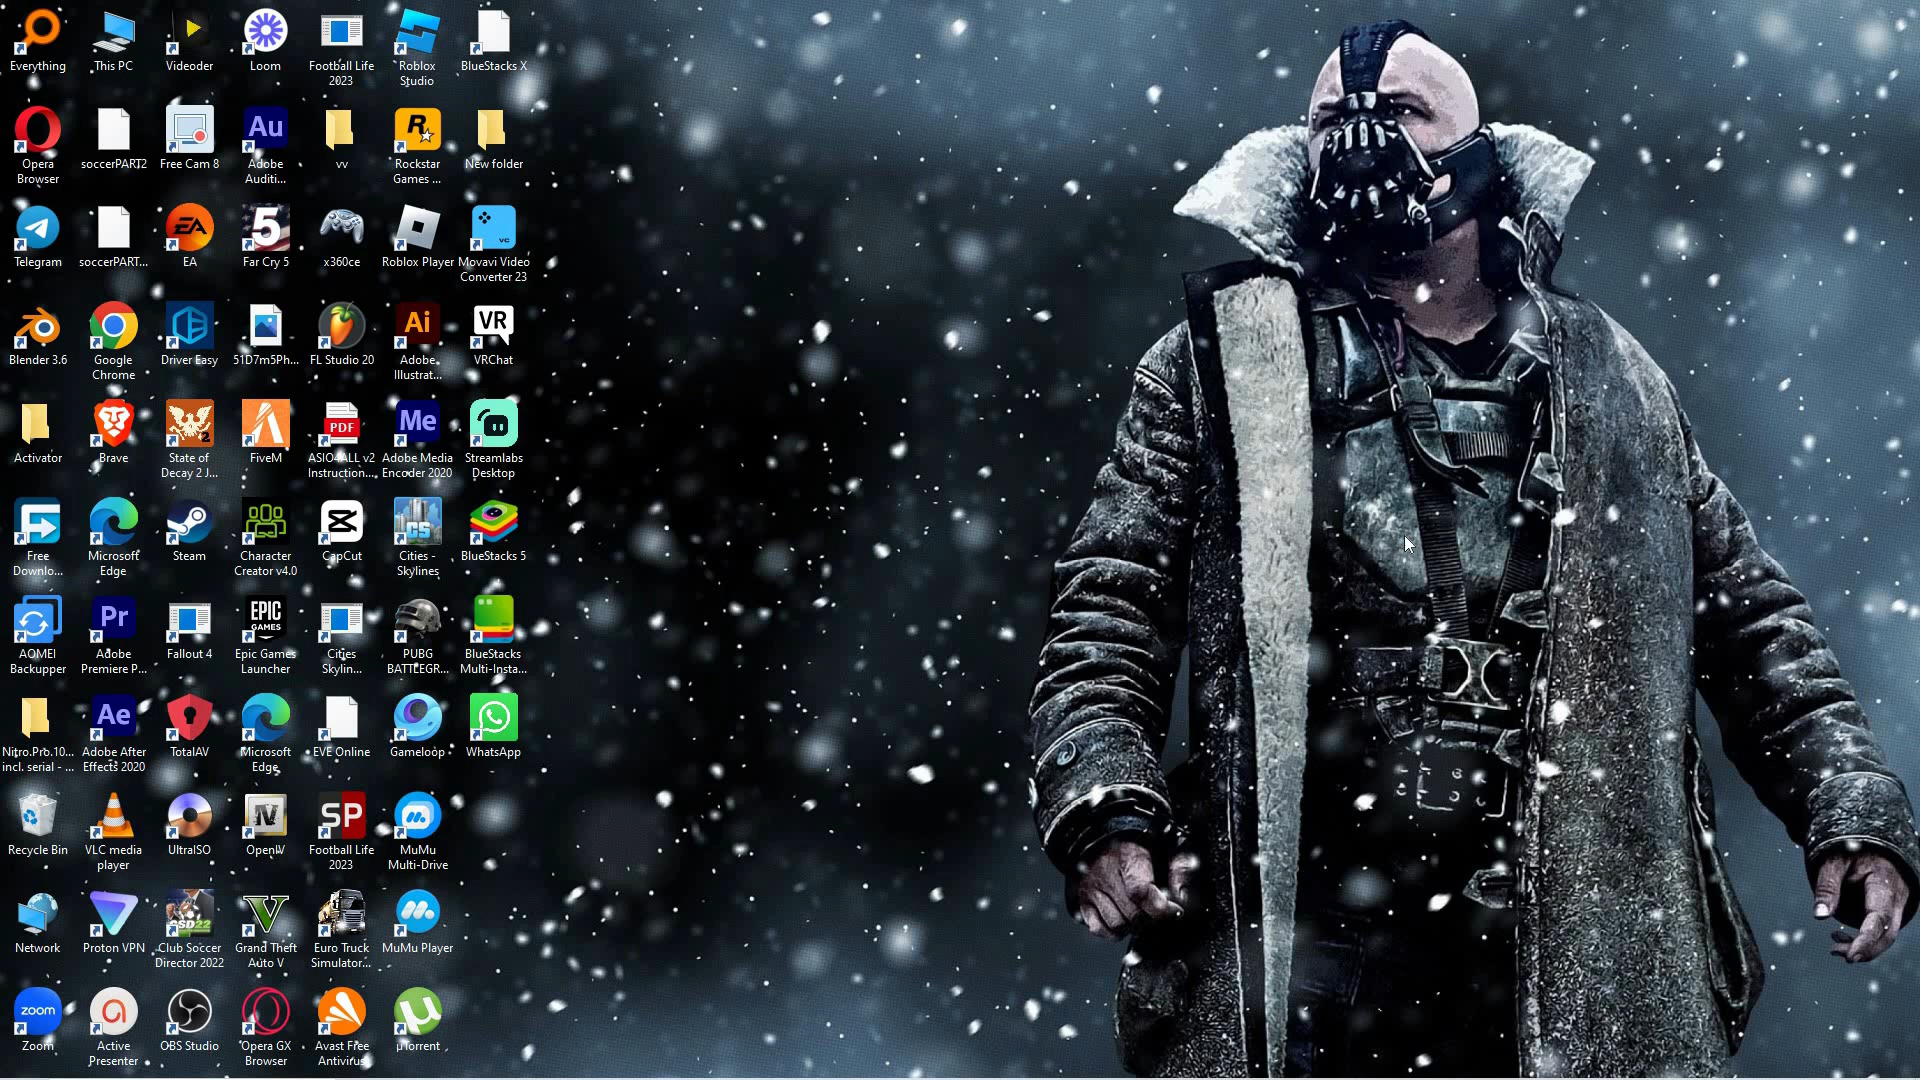 Everything
This PC
Videoder
Loom
Football Life
2023
Roblox
Studio
BlueStacks X
Opera
Browser
soccerPART2
Free Cam 8
Au
Adobe
Auditi...
vv
R
Rockstar
Games ...
New folder
Telegram
soccerPART...
EA
EA
5
Far Cry 5
x360ce
Roblox Player
VC
Movavi Video
Converter 23
Blender 3.6
Google
Chrome
Driver Easy
51D7m5Ph...
FL Studio 20
Ai
Adobe
Illustrat...
VR
VRChat
Activator
Brave
2
State of
Decay 2 J...
FiveM
PDF
ASIO4ALL v2
Instruction...
Me
Adobe Media
Encoder 2020
Streamlabs
Desktop
Free
Downlo...
Microsoft
Edge
Steam
Character
Creator v4.0
CapCut
CS
Cities -
Skylines
BlueStacks 5
AOMEI
Backupper
Pr
Adobe
Premiere P...
Fallout 4
EPIC
GAMES
Epic Games
Launcher
Cities
Skylin...
PUBG
BATTLEGR...
BlueStacks
Multi-Insta...
Nitro.Pro.10...
incl. serial - ...
Ae
Adobe After
Effects 2020
TotalAV
Microsoft
Edge
EVE Online
Gameloop
WhatsApp
Recycle Bin
VLC media
player
UltraISO
IV
OpenIV
SP
Football Life
2023
MuMu
Multi-Drive
Network
Proton VPN
CSD22
Club Soccer
Director 2022
V
Grand Theft
Auto V
Euro Truck
Simulator...
MuMu Player
zoom
Zoom
Active
Presenter
OBS Studio
Opera GX
Browser
Avast Free
Antivirus
µ
µTorrent